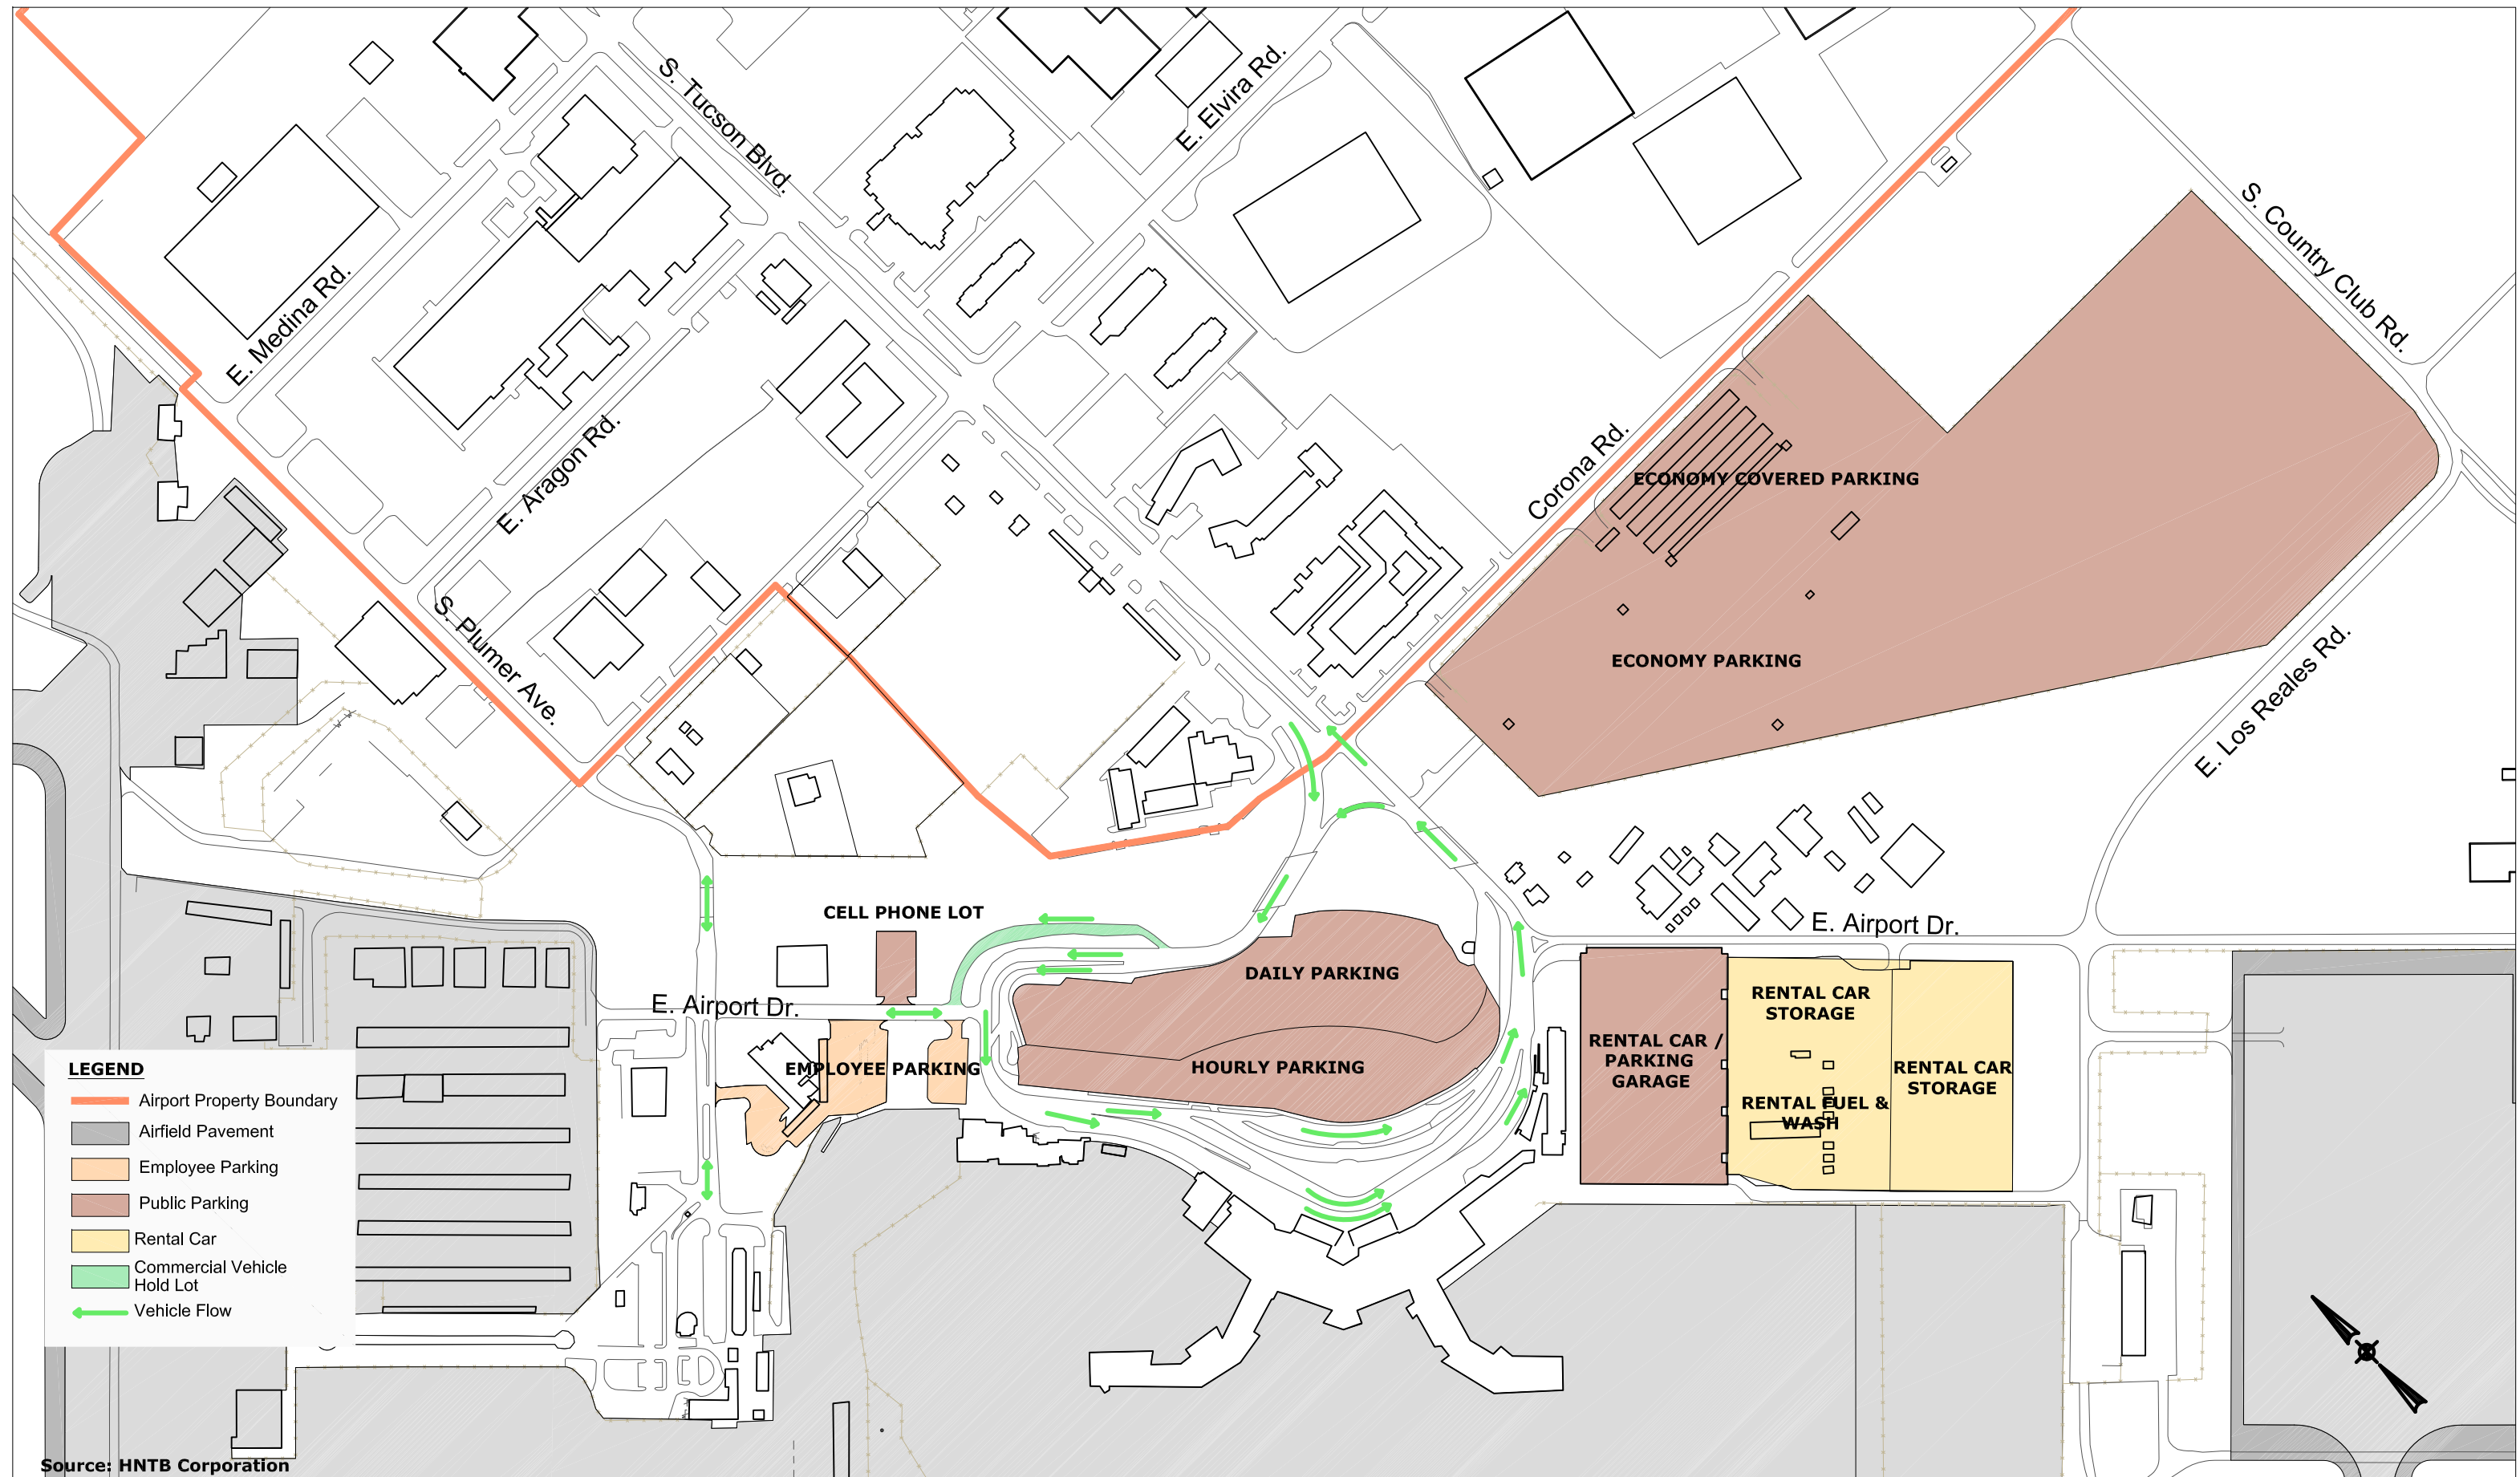 S. Tucson Blvd.
E. Elvira Rd.
S. Country Club Rd.
E. Medina Rd.
E. Aragon Rd.
Corona Rd.
ECONOMY COVERED PARKING
S. Plumer Ave.
ECONOMY PARKING
E. Los Reales Rd.
CELL PHONE LOT
E. Airport Dr.
DAILY PARKING
E. Airport Dr.
RENTAL CAR
STORAGE
RENTAL CAR /
PARKING
GARAGE
EMPLOYEE PARKING
HOURLY PARKING
RENTAL CAR
STORAGE
RENTAL FUEL &
WASH
LEGEND
Airport Property Boundary
Airfield Pavement
Employee Parking
Public Parking
Rental Car
Commercial Vehicle
Hold Lot
Vehicle Flow
Source: HNTB Corporation